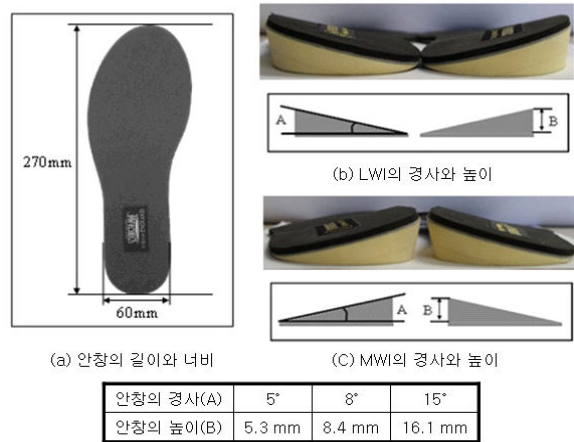 270mm
60mm
(a) 안창의 길이와 너비
A
B
(b) LWI의 경사와 높이
A
B
(C) MWI의 경사와 높이
안창의 경사(A) 5° 8° 15°
안창의 높이(B) 5.3 mm 8.4 mm 16.1 mm